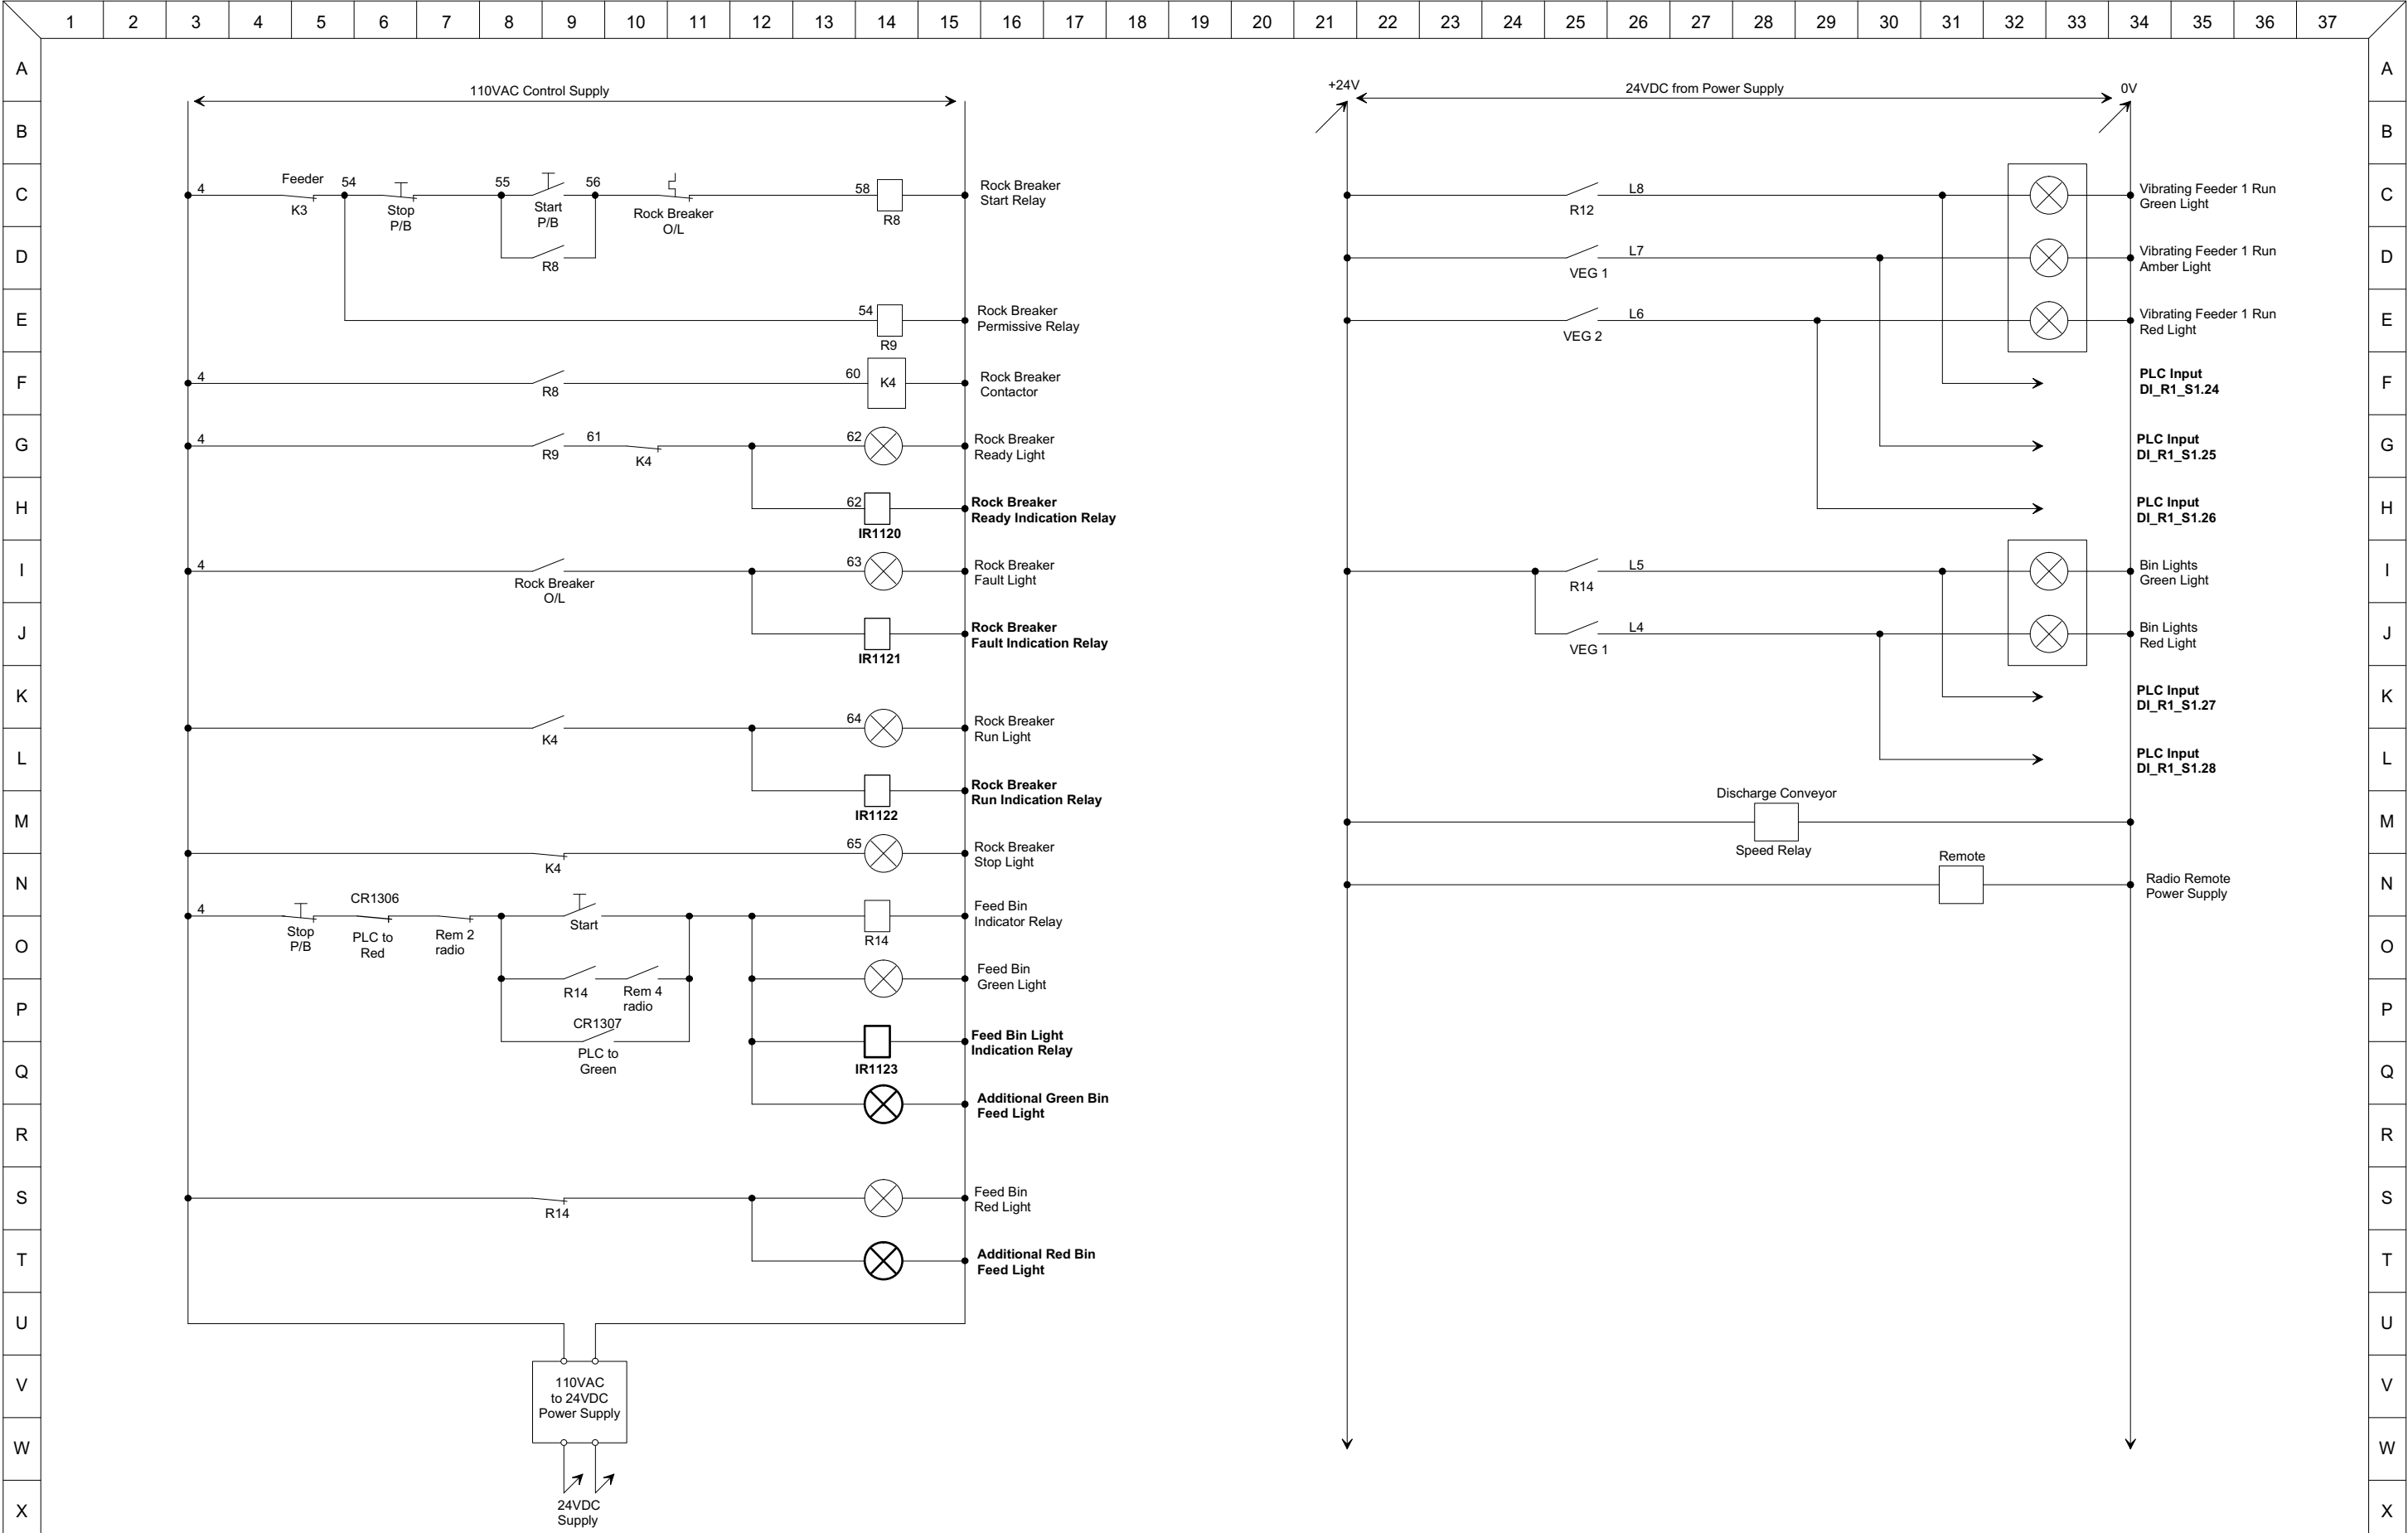 1 2 3 4 5 6 7 8 9 10 11 12 13 14 15 16 17 18 19 20 21 22 23 24 25 26 27 28 29 30 31 32 33 34 35 36 37
A
110VAC Control Supply
+24V
24VDC from Power Supply
0V
A
B
B
C
4
Feeder
K3
54
Stop
P/B
55
Start
P/B
56
Rock Breaker
O/L
58
R8
Rock Breaker
Start Relay
R12
L8
Vibrating Feeder 1 Run
Green Light
C
D
R8
VEG 1
L7
Vibrating Feeder 1 Run
Amber Light
D
E
54
R9
Rock Breaker
Permissive Relay
VEG 2
L6
Vibrating Feeder 1 Run
Red Light
E
F
4
R8
60
K4
Rock Breaker
Contactor
PLC Input
DI_R1_S1.24
F
G
4
R9
61
K4
62
Rock Breaker
Ready Light
PLC Input
DI_R1_S1.25
G
H
62
IR1120
Rock Breaker
Ready Indication Relay
PLC Input
DI_R1_S1.26
H
I
4
Rock Breaker
O/L
63
Rock Breaker
Fault Light
R14
L5
Bin Lights
Green Light
I
J
IR1121
Rock Breaker
Fault Indication Relay
VEG 1
L4
Bin Lights
Red Light
J
K
PLC Input
DI_R1_S1.27
K
K4
64
Rock Breaker
Run Light
L
PLC Input
DI_R1_S1.28
L
IR1122
Rock Breaker
Run Indication Relay
M
Discharge Conveyor
Speed Relay
M
K4
65
Rock Breaker
Stop Light
N
Remote
Radio Remote
Power Supply
N
4
Stop
P/B
CR1306
PLC to
Red
Rem 2
radio
Start
R14
Feed Bin
Indicator Relay
O
O
R14
Rem 4
radio
Feed Bin
Green Light
P
P
CR1307
PLC to
Green
IR1123
Feed Bin Light
Indication Relay
Q
Q
Additional Green Bin
Feed Light
R
R
S
R14
Feed Bin
Red Light
S
T
Additional Red Bin
Feed Light
T
U
U
V
110VAC
to 24VDC
Power Supply
V
W
W
X
24VDC
Supply
X